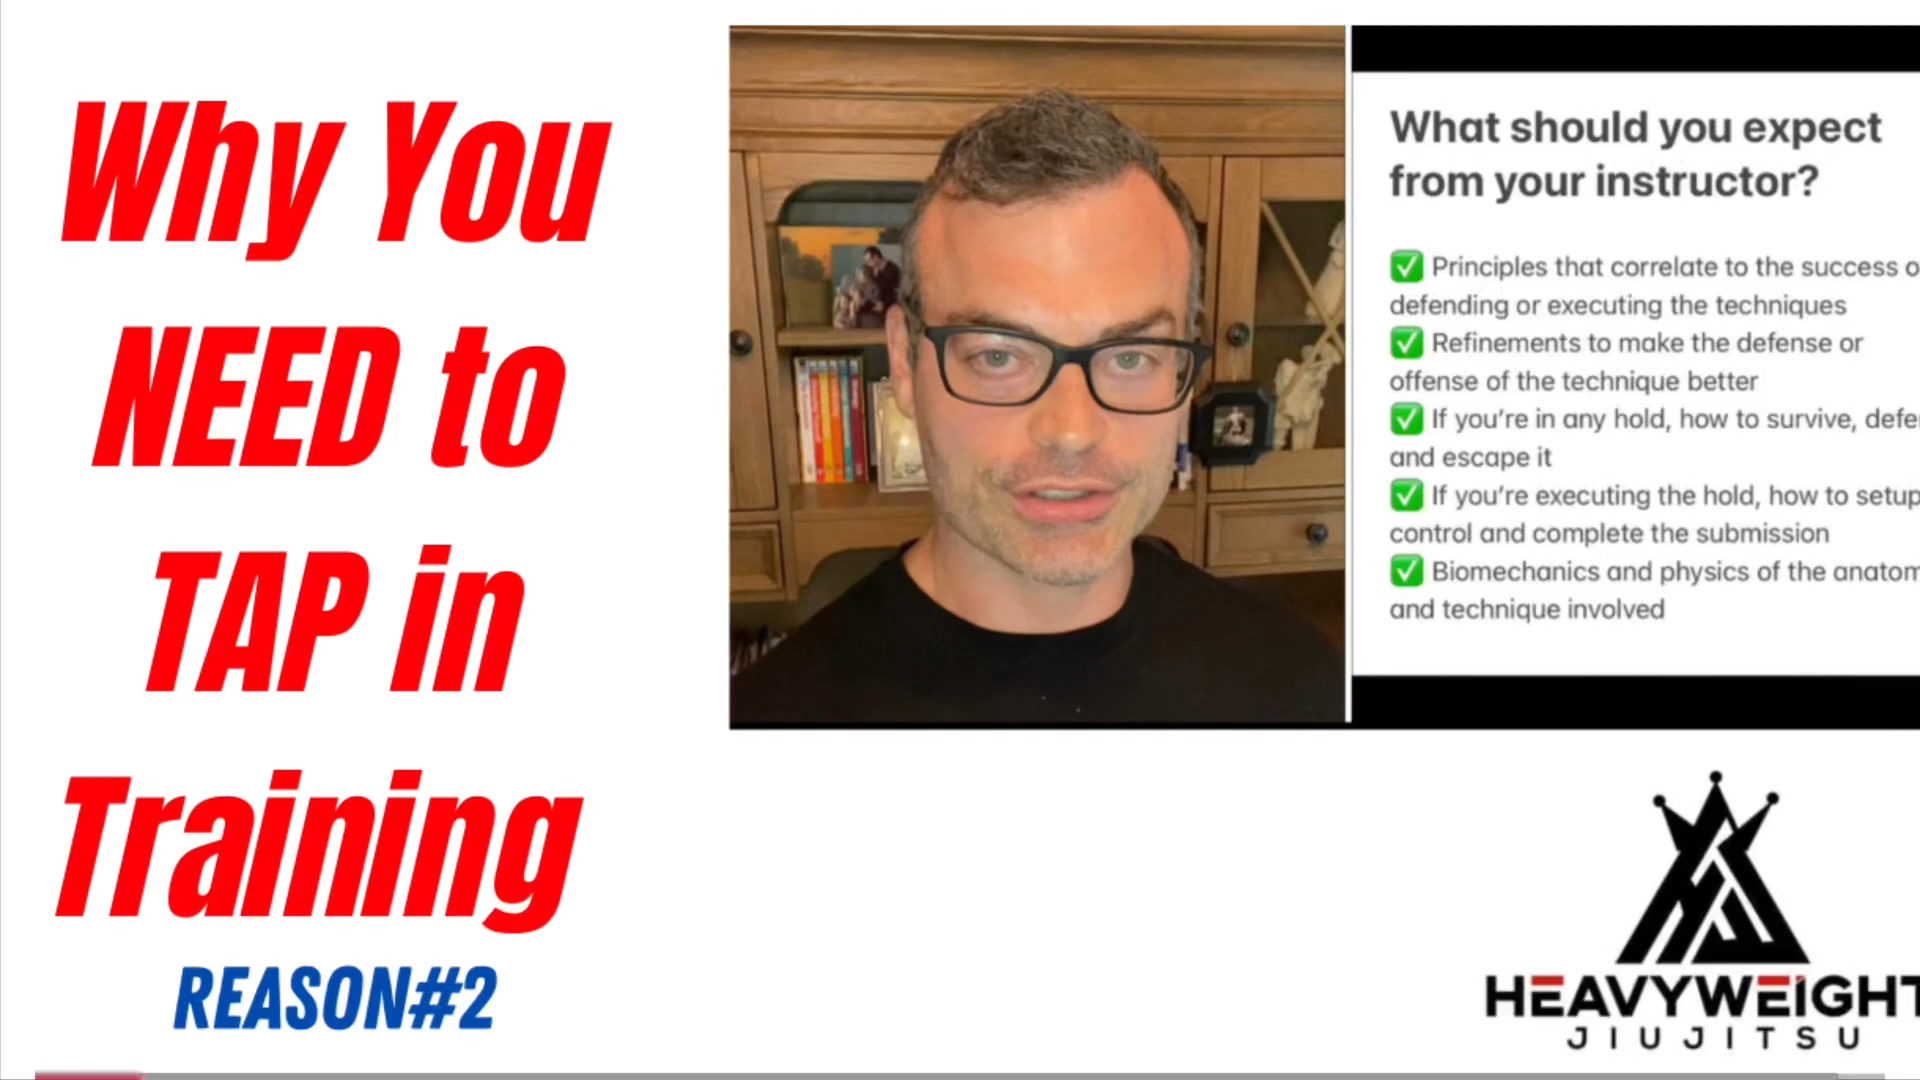 Why You
NEED to
TAP in
Training
REASON#2
What should you expect
from your instructor?
✅ Principles that correlate to the success
defending or executing the techniques
✅ Refinements to make the defense or
offense of the technique better
✅ If you're in any hold, how to survive,
and escape it
✅ If you're executing the hold, how to setup
control and complete the submission
✅ Biomechanics and physics of the
and technique involved
HEAVYWEIGHT
JIUJITSU